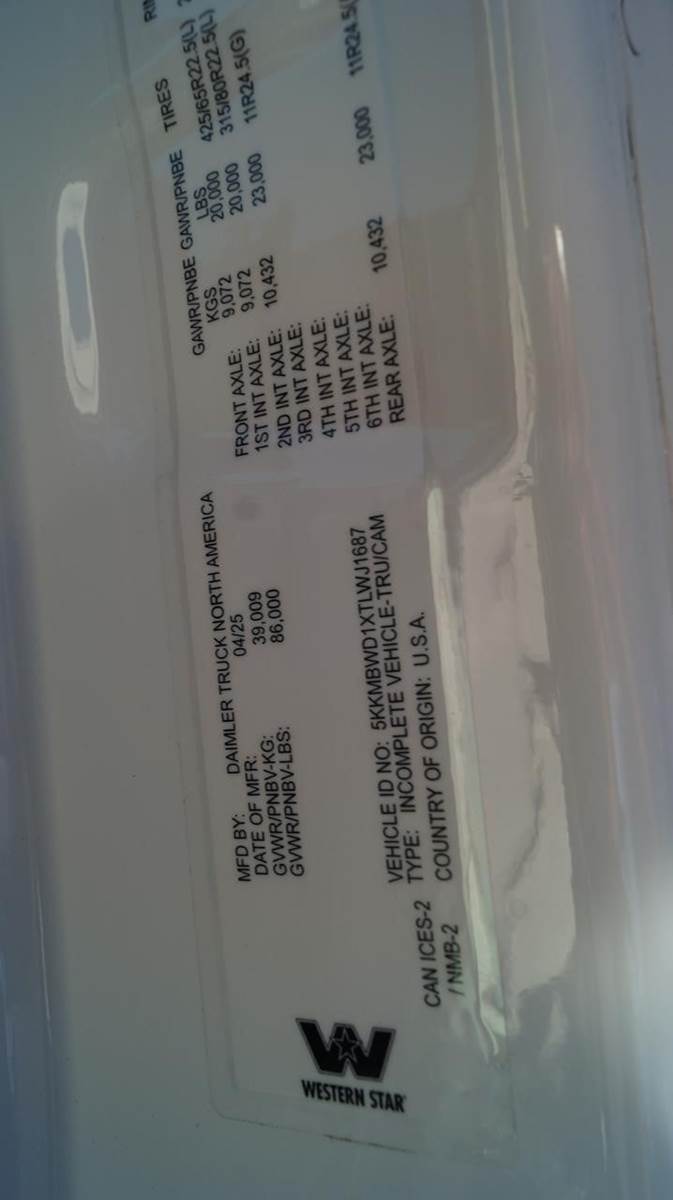 WESTERN STAR
MFD BY: DAIMLER TRUCK NORTH AMERICA
DATE OF MFR: 04/25
GVWR/PNBV-KG: 39,009
GVWR/PNBV-LBS: 86,000
VEHICLE ID NO: 5KKMBWD1XTLWJ1687
TYPE: INCOMPLETE VEHICLE-TRU/CAM
COUNTRY OF ORIGIN: U.S.A.
CAN ICES-2
/ NMB-2
GAWR/PNBE GAWR/PNBE TIRES
KGS LBS
FRONT AXLE: 9,072 20,000 425/65R22.5(L)
1ST INT AXLE: 9,072 20,000 315/80R22.5(L)
2ND INT AXLE: 10,432 23,000 11R24.5(G)
3RD INT AXLE:
4TH INT AXLE:
5TH INT AXLE:
6TH INT AXLE:
REAR AXLE: 10,432 23,000 11R24.5(